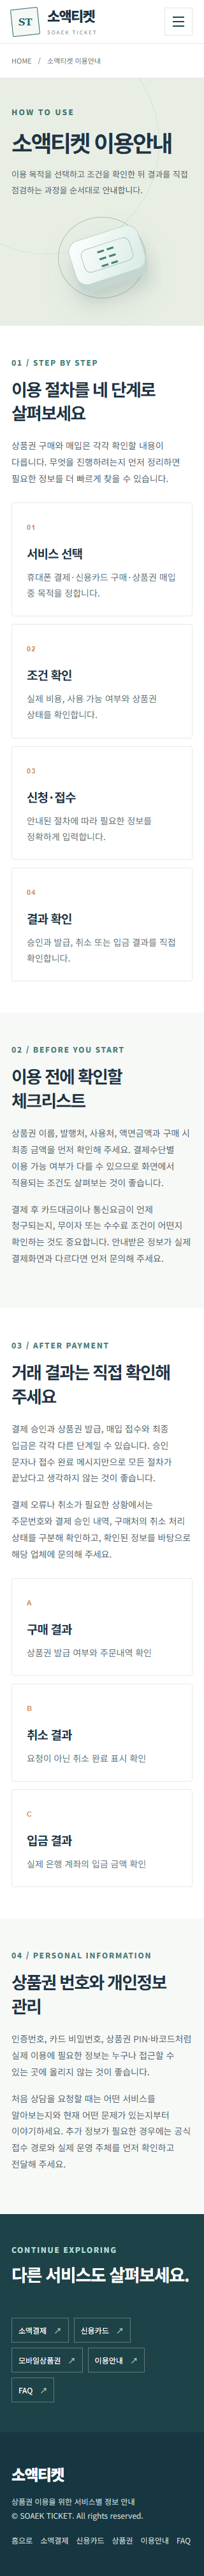 ST
소액티켓
SOAEK TICKET
HOME / 소액티켓 이용안내
HOW TO USE
소액티켓 이용안내
이용 목적을 선택하고 조건을 확인한 뒤 결과를 직접
점검하는 과정을 순서대로 안내합니다.
01 / STEP BY STEP
이용 절차를 네 단계로
살펴보세요
상품권 구매와 매입은 각각 확인할 내용이
다릅니다. 무엇을 진행하려는지 먼저 정리하면
필요한 정보를 더 빠르게 찾을 수 있습니다.
01
서비스 선택
휴대폰 결제·신용카드 구매·상품권 매입
중 목적을 정합니다.
02
조건 확인
실제 비용, 사용 가능 여부와 상품권
상태를 확인합니다.
03
신청·접수
안내된 절차에 따라 필요한 정보를
정확하게 입력합니다.
04
결과 확인
승인과 발급, 취소 또는 입금 결과를 직접
확인합니다.
02 / BEFORE YOU START
이용 전에 확인할
체크리스트
상품권 이름, 발행처, 사용처, 액면금액과 구매 시
최종 금액을 먼저 확인해 주세요. 결제수단별
이용 가능 여부가 다를 수 있으므로 화면에서
적용되는 조건도 살펴보는 것이 좋습니다.
결제 후 카드대금이나 통신요금이 언제
청구되는지, 무이자 또는 수수료 조건이 어떤지
확인하는 것도 중요합니다. 안내받은 정보가 실제
결제화면과 다르다면 먼저 문의해 주세요.
03 / AFTER PAYMENT
거래 결과는 직접 확인해
주세요
결제 승인과 상품권 발급, 매입 접수와 최종
입금은 각각 다른 단계일 수 있습니다. 승인
문자나 접수 완료 메시지만으로 모든 절차가
끝났다고 생각하지 않는 것이 좋습니다.
결제 오류나 취소가 필요한 상황에서는
주문번호와 결제 승인 내역, 구매처의 취소 처리
상태를 구분해 확인하고, 확인된 정보를 바탕으로
해당 업체에 문의해 주세요.
A
구매 결과
상품권 발급 여부와 주문내역 확인
B
취소 결과
요청이 아닌 취소 완료 표시 확인
C
입금 결과
실제 은행 계좌의 입금 금액 확인
04 / PERSONAL INFORMATION
상품권 번호와 개인정보
관리
인증번호, 카드 비밀번호, 상품권 PIN·바코드처럼
실제 이용에 필요한 정보는 누구나 접근할 수
있는 곳에 올리지 않는 것이 좋습니다.
처음 상담을 요청할 때는 어떤 서비스를
알아보는지와 현재 어떤 문제가 있는지부터
이야기하세요. 추가 정보가 필요한 경우에는 공식
접수 경로와 실제 운영 주체를 먼저 확인하고
전달해 주세요.
CONTINUE EXPLORING
다른 서비스도 살펴보세요.
소액결제 ↗ 신용카드 ↗
모바일상품권 ↗ 이용안내 ↗
FAQ ↗
소액티켓
상품권 이용을 위한 서비스별 정보 안내
© SOAEK TICKET. All rights reserved.
홈으로 소액결제 신용카드 상품권 이용안내 FAQ